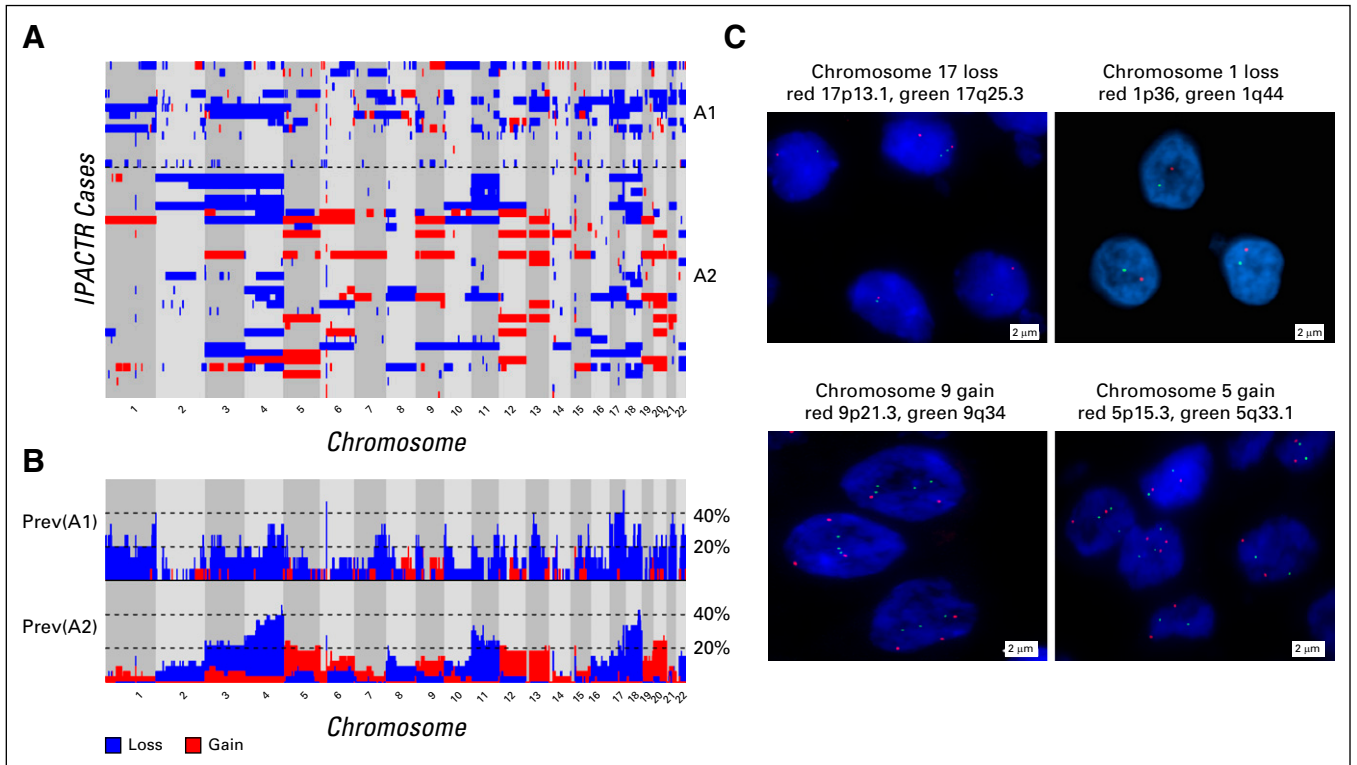 A
IPACTR Cases
A1
A2
1 2 3 4 5 6 7 8 9 10 11 12 13 14 15 16 17 18 19 20 21 22
Chromosome
B
Prev(A1)
40%
20%
Prev(A2)
40%
20%
1 2 3 4 5 6 7 8 9 10 11 12 13 14 15 16 17 18 19 20 21 22
Chromosome
Loss Gain
C
Chromosome 17 loss
red 17p13.1, green 17q25.3
2 μm
Chromosome 1 loss
red 1p36, green 1q44
2 μm
Chromosome 9 gain
red 9p21.3, green 9q34
2 μm
Chromosome 5 gain
red 5p15.3, green 5q33.1
2 μm